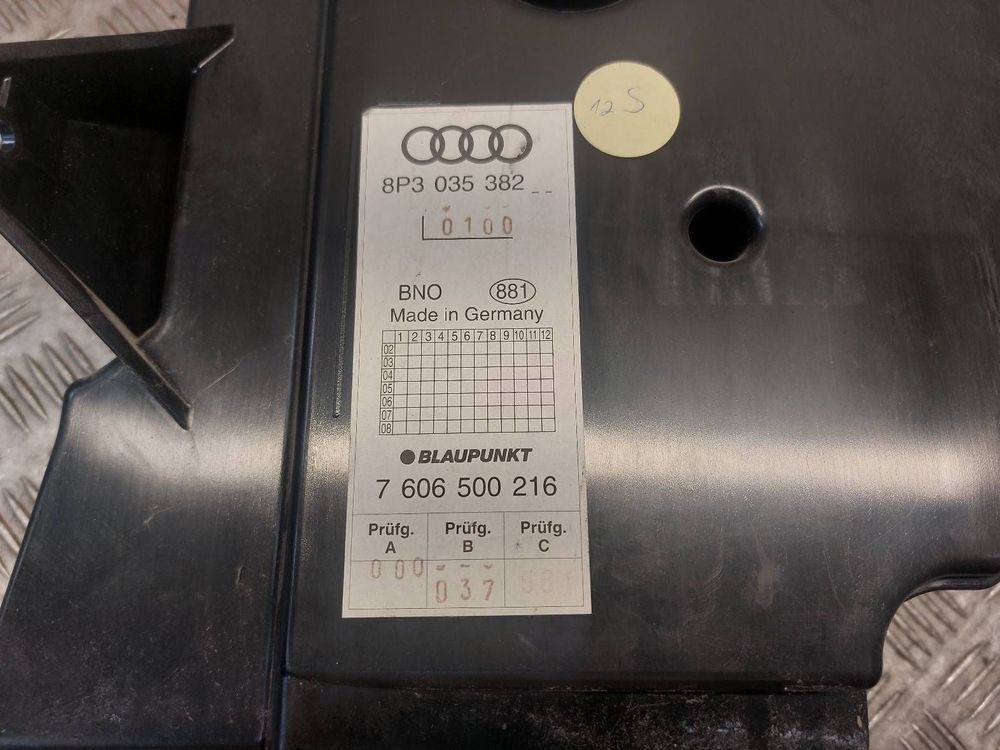 12 S
8P3 035 382 _ _
0100
BNO 881
Made in Germany
1 2 3 4 5 6 7 8 9 10 11 12
02
03
04
05
06
07
08
BLAUPUNKT
7 606 500 216
Prüfg. A Prüfg. B Prüfg. C
000 037